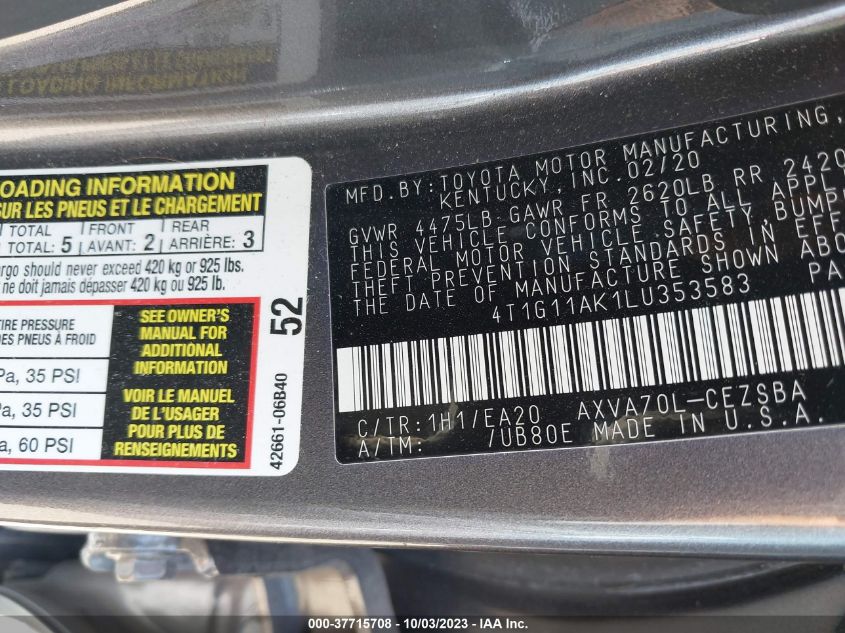 LOADING INFORMATION
OADING INFORMATION
SUR LES PNEUS ET LE CHARGEMENT
TOTAL FRONT REAR
TOTAL: 5 AVANT: 2 ARRIÈRE: 3
rgo should never exceed 420 kg or 925 lbs.
ne doit jamais dépasser 420 kg ou 925 lb.
TIRE PRESSURE
DES PNEUS À FROID
Pa, 35 PSI
Pa, 35 PSI
a, 60 PSI
SEE OWNER'S
MANUAL FOR
ADDITIONAL
INFORMATION
VOIR LE MANUEL
DE L'USAGER
POUR PLUS DE
RENSEIGNEMENTS
52
42661-06B40
MFD. BY: TOYOTA MOTOR MANUFACTURING,
KENTUCKY, INC. 02/20
GVWR 4475LB GAWR FR 2620LB RR 2420
THIS VEHICLE CONFORMS TO ALL APPL
FEDERAL MOTOR VEHICLE SAFETY, BUMP
THEFT PREVENTION STANDARDS IN EFF
THE DATE OF MANUFACTURE SHOWN ABO
4T1G11AK1LU353583 PA
C/TR: 1H1/EA20 AXVA70L-CEZSBA
A/TM: /UB80E MADE IN U.S.A.
000-37715708 - 10/03/2023 - IAA Inc.